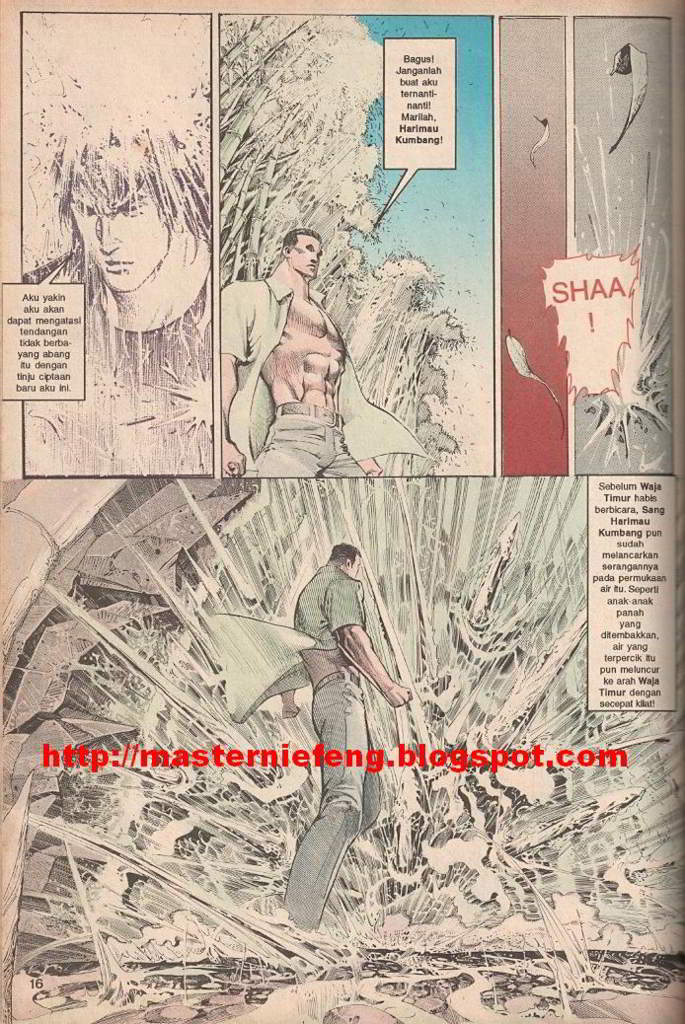 Aku yakin
aku akan
dapat mengatasi
tendangan
tidak berba-
yang abang
itu dengan
tinju ciptaan
baru aku ini.
Bagus!
Janganlah
buat aku
ternanti-
nanti!
Marilah,
Harimau
Kumbang!
SHAA
!
Sebelum Waja
Timur habis
berbicara, Sang
Harimau
Kumbang pun
sudah
melancarkan
serangannya
pada permukaan
air itu. Seperti
anak-anak
panah
yang
ditembakkan,
air yang
terpercik itu
pun meluncur
ke arah Waja
Timur dengan
secepat kilat!
http://masterniefeng.blogspot.com
16